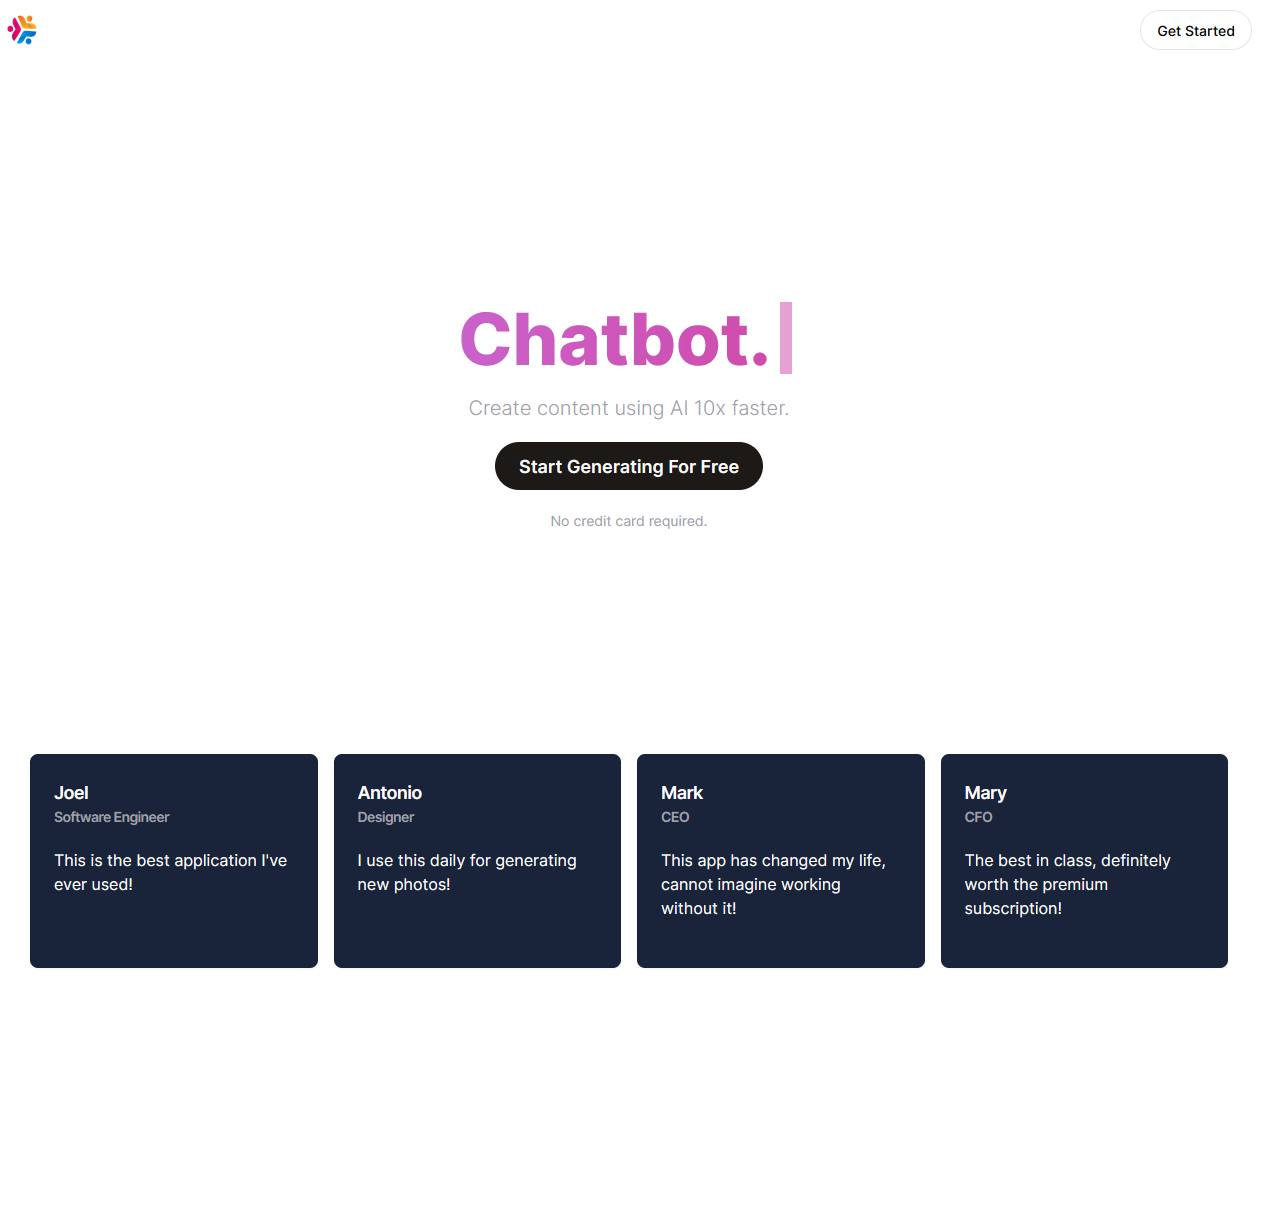 Get Started
Chatbot.
Create content using AI 10x faster.
Start Generating For Free
No credit card required.
Joel
Software Engineer
This is the best application I've
ever used!
Antonio
Designer
I use this daily for generating
new photos!
Mark
CEO
This app has changed my life,
cannot imagine working
without it!
Mary
CFO
The best in class, definitely
worth the premium
subscription!